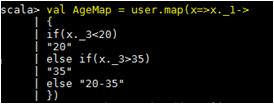 scala> val AgeMap = user.map(x=>x._1->
| {
| if(x._3<20)
| "20"
| else if(x._3>35)
| "35"
| else "20-35"
| })